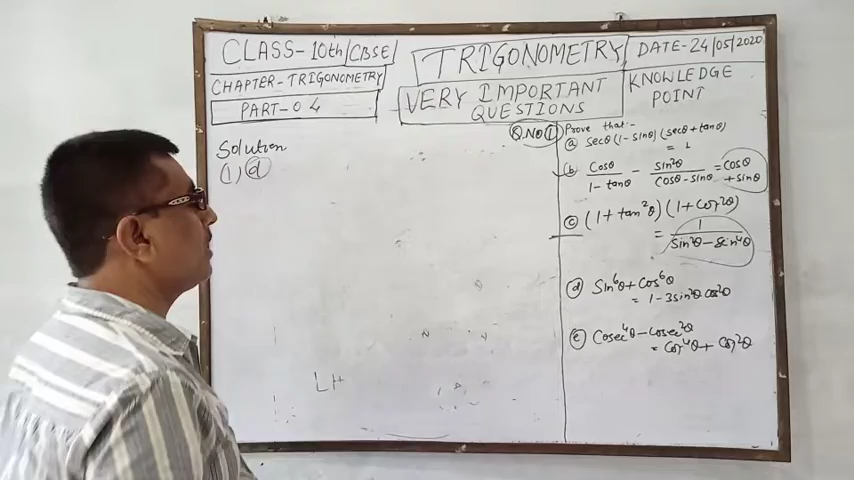 CLASS-10th/CBSE/
TRIGONOMETRY
DATE-24/05/2020
CHAPTER-TRIGONOMETRY
PART-04
VERY IMPORTANT
QUESTIONS
KNOWLEDGE
POINT
Solution
(1) (a)
Q.NO(1) Prove that:-
(a) secθ(1-sinθ)(secθ+tanθ)
= 1
(b) Cosθ/1-tanθ - sin²θ/cosθ-sinθ = cosθ
+sinθ
(c) (1+tan²θ)(1+cot²θ)
= 1/sin²θ-sin⁴θ
(d) Sin⁶θ+Cos⁶θ
= 1-3sin²θ.cos²θ
(e) Cosec⁴θ-cosec²θ
= cot⁴θ+cot²θ
LH